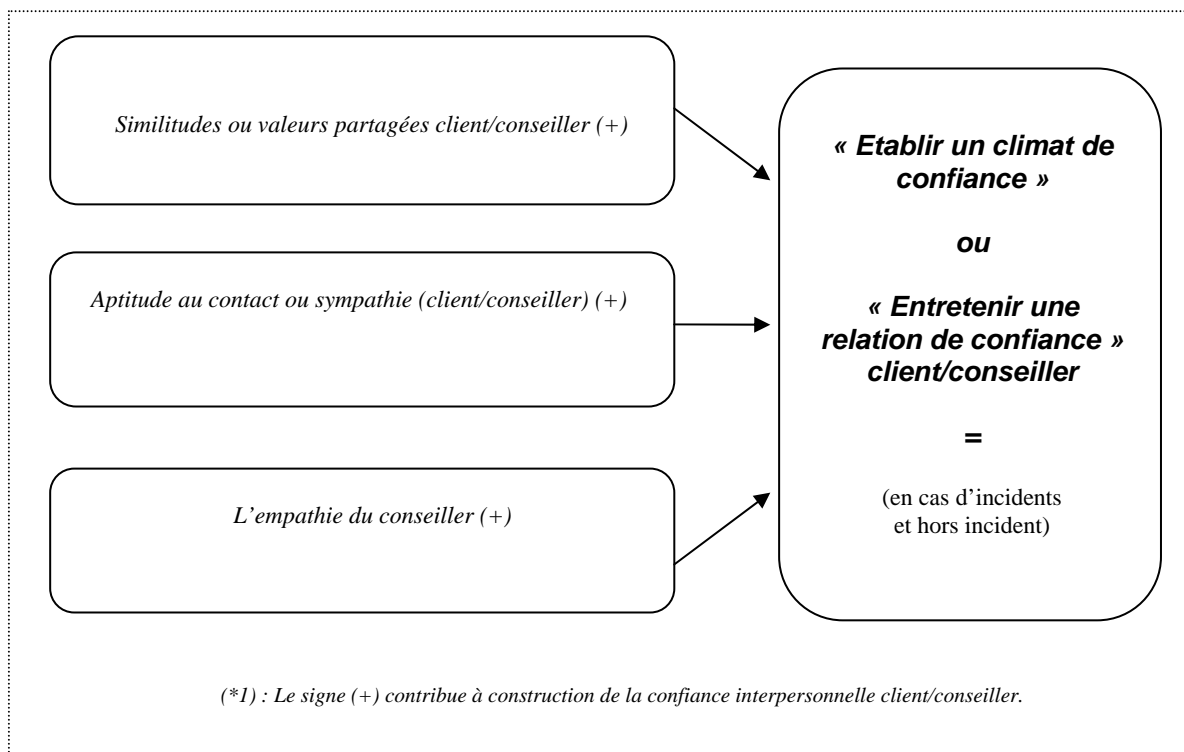 Similitudes ou valeurs partagées client/conseiller (+)
Aptitude au contact ou sympathie (client/conseiller) (+)
L'empathie du conseiller (+)
« Etablir un climat de
confiance »
ou
« Entretenir une
relation de confiance »
client/conseiller
=
(en cas d'incidents
et hors incident)
(*1) : Le signe (+) contribue à construction de la confiance interpersonnelle client/conseiller.